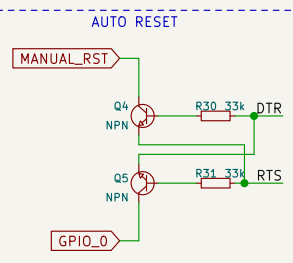 AUTO RESET
MANUAL_RST
Q4
NPN
R30 33k
DTR
Q5
NPN
R31 33k
RTS
GPIO_0